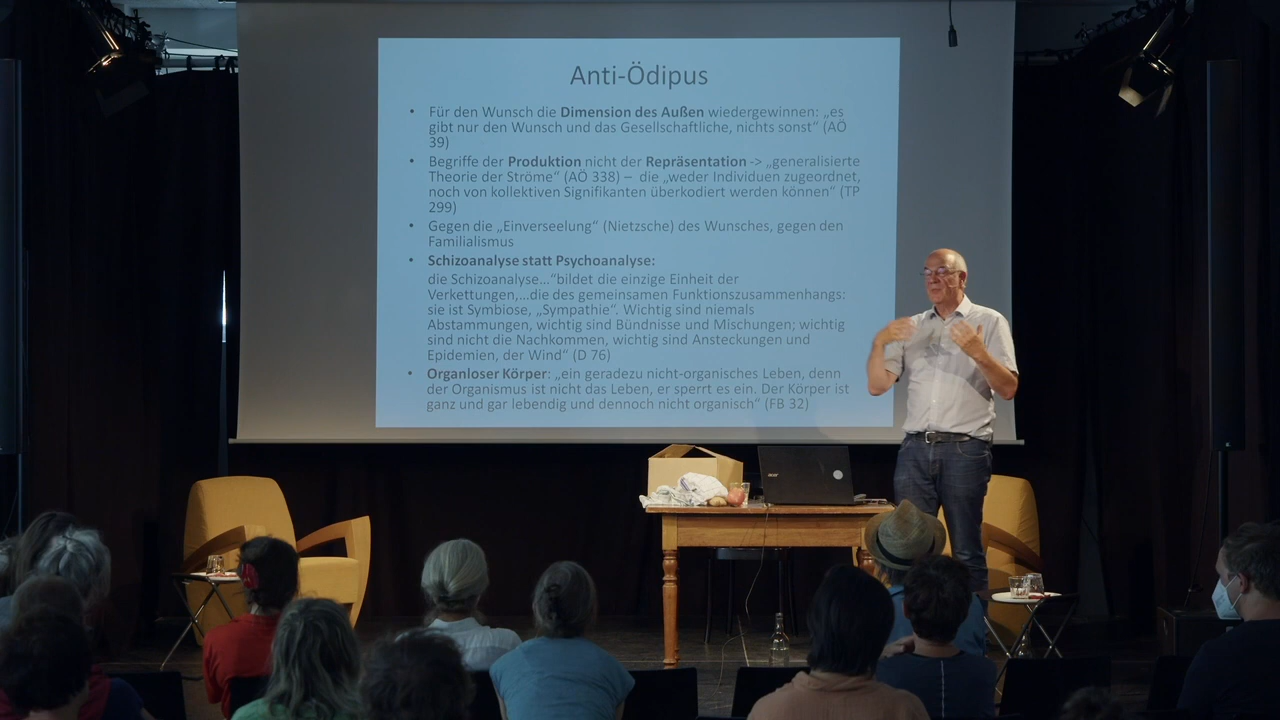 Anti-Ödipus
• Für den Wunsch die Dimension des Außen wiedergewinnen: „es
gibt nur den Wunsch und das Gesellschaftliche, nichts sonst“ (AÖ
39)
• Begriffe der Produktion nicht der Repräsentation -> „generalisierte
Theorie der Ströme“ (AÖ 338) – die „weder Individuen zugeordnet,
noch von kollektiven Signifikanten überkodiert werden können“ (TP
299)
• Gegen die „Einverseelung“ (Nietzsche) des Wunsches, gegen den
Familialismus
• Schizoanalyse statt Psychoanalyse:
die Schizoanalyse…“bildet die einzige Einheit der
Verkettungen,…die des gemeinsamen Funktionszusammenhangs:
sie ist Symbiose, „Sympathie“. Wichtig sind niemals
Abstammungen, wichtig sind Bündnisse und Mischungen; wichtig
sind nicht die Nachkommen, wichtig sind Ansteckungen und
Epidemien, der Wind“ (D 76)
• Organloser Körper: „ein geradezu nicht-organisches Leben, denn
der Organismus ist nicht das Leben, er sperrt es ein. Der Körper ist
ganz und gar lebendig und dennoch nicht organisch“ (FB 32)
acer